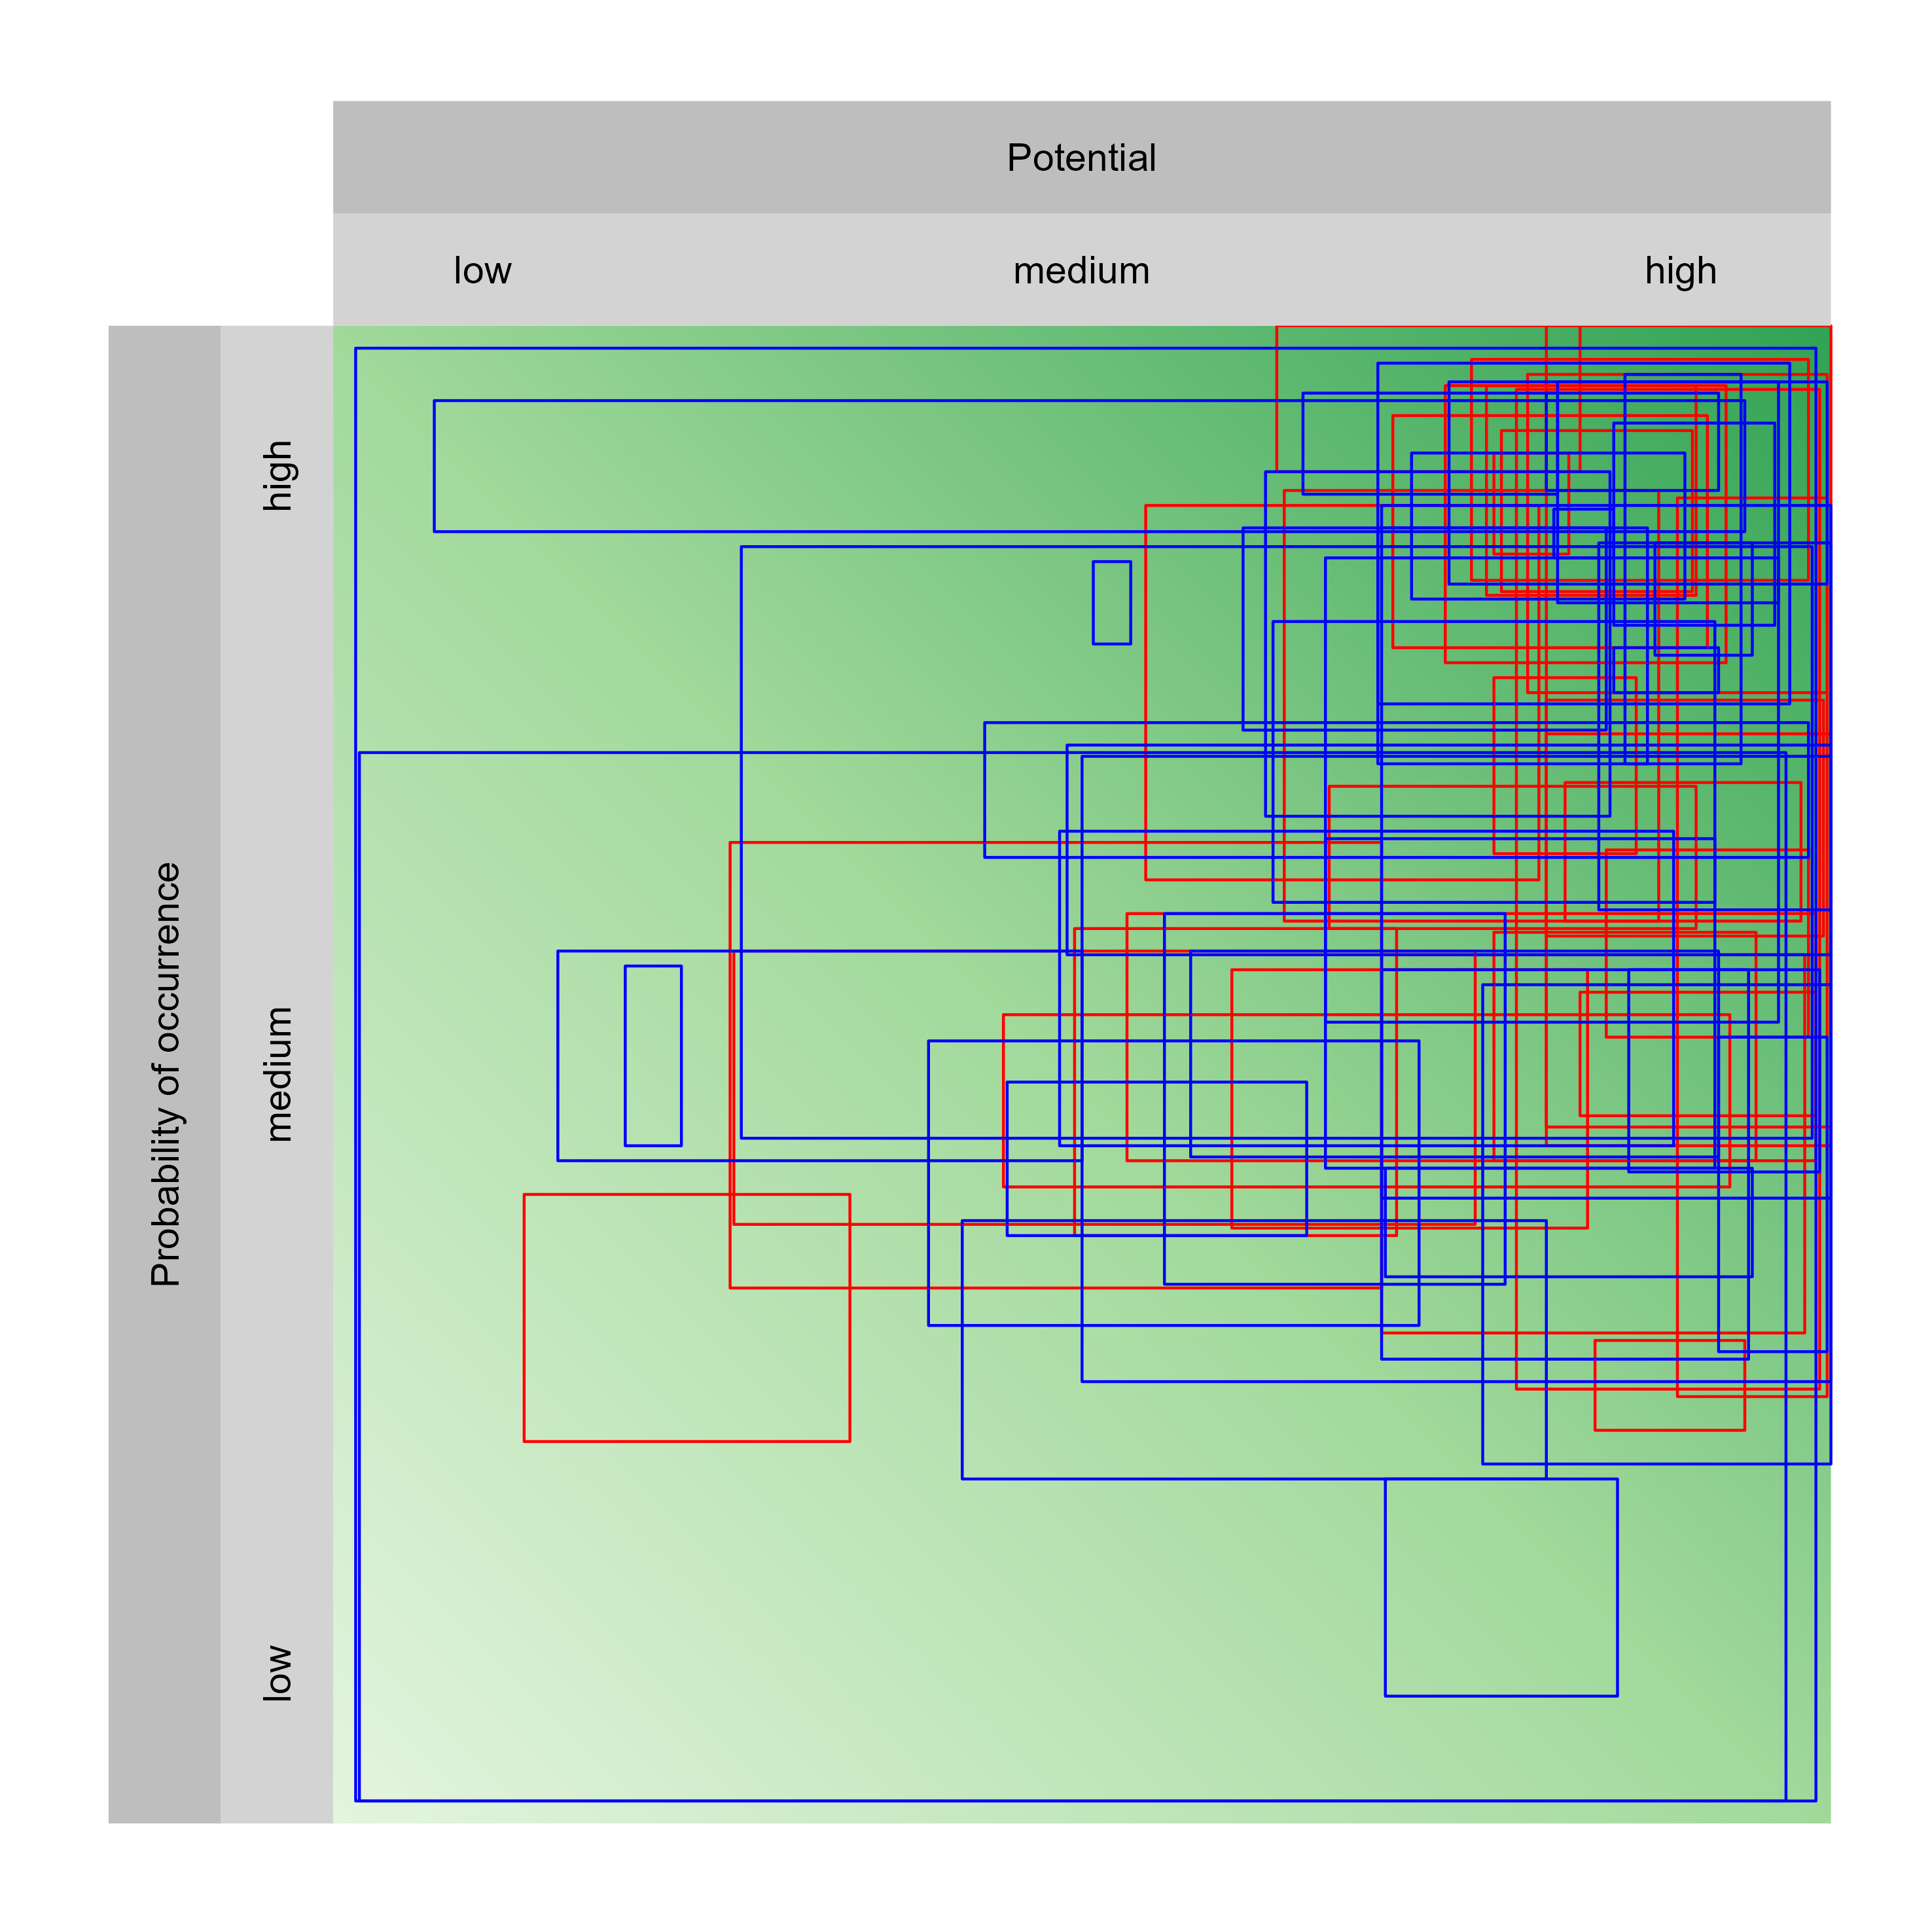 Potential
low medium high
Probability of occurrence
high
medium
low